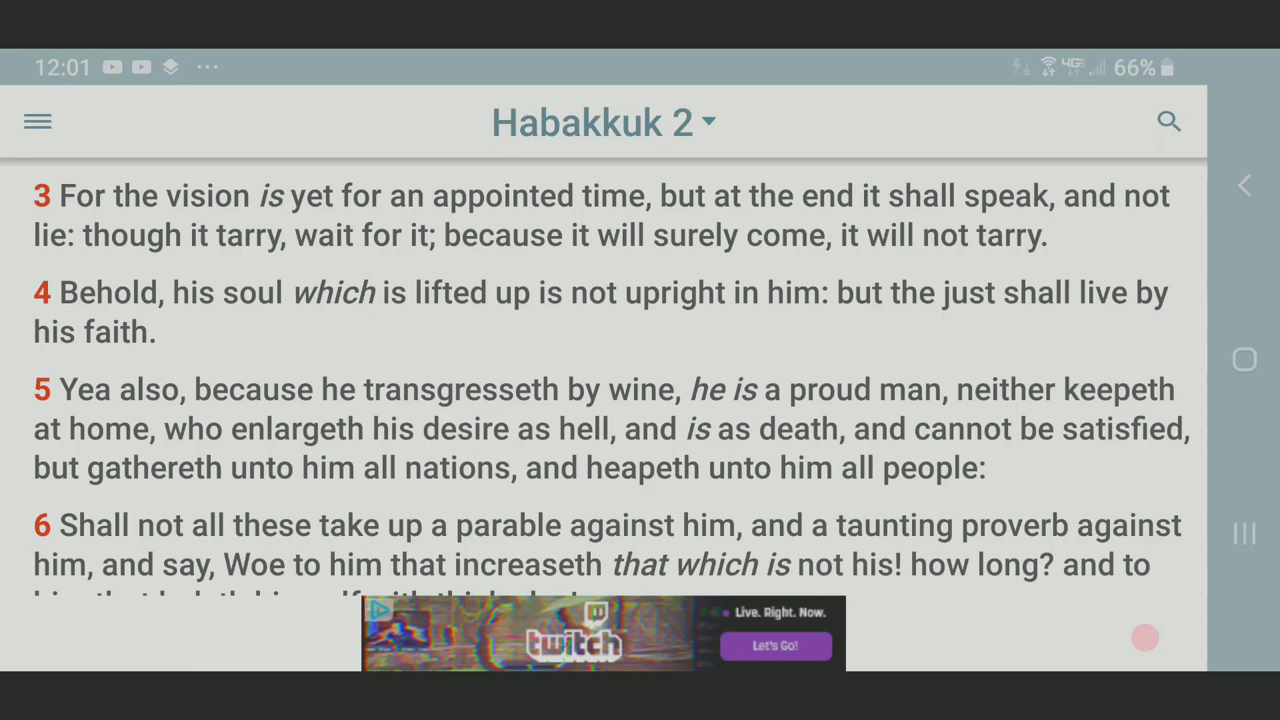 12:01 ... 4G 66%
Habakkuk 2
3 For the vision is yet for an appointed time, but at the end it shall speak, and not
lie: though it tarry, wait for it; because it will surely come, it will not tarry.
4 Behold, his soul which is lifted up is not upright in him: but the just shall live by
his faith.
5 Yea also, because he transgresseth by wine, he is a proud man, neither keepeth
at home, who enlargeth his desire as hell, and is as death, and cannot be satisfied,
but gathereth unto him all nations, and heapeth unto him all people:
6 Shall not all these take up a parable against him, and a taunting proverb against
him, and say, Woe to him that increaseth that which is not his! how long? and to
twitch
Live. Right. Now.
Let's Go!